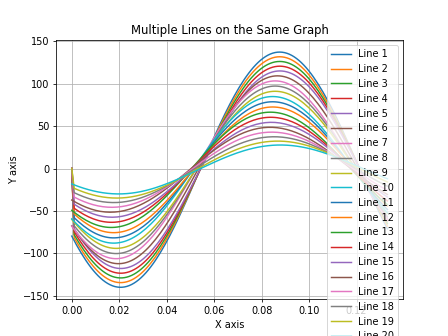 Multiple Lines on the Same Graph
150
100
50
0
−50
−100
−150
Y axis
0.00
0.02
0.04
0.06
0.08
0.10
X axis
Line 1
Line 2
Line 3
Line 4
Line 5
Line 6
Line 7
Line 8
Line 9
Line 10
Line 11
Line 12
Line 13
Line 14
Line 15
Line 16
Line 17
Line 18
Line 19
Line 20